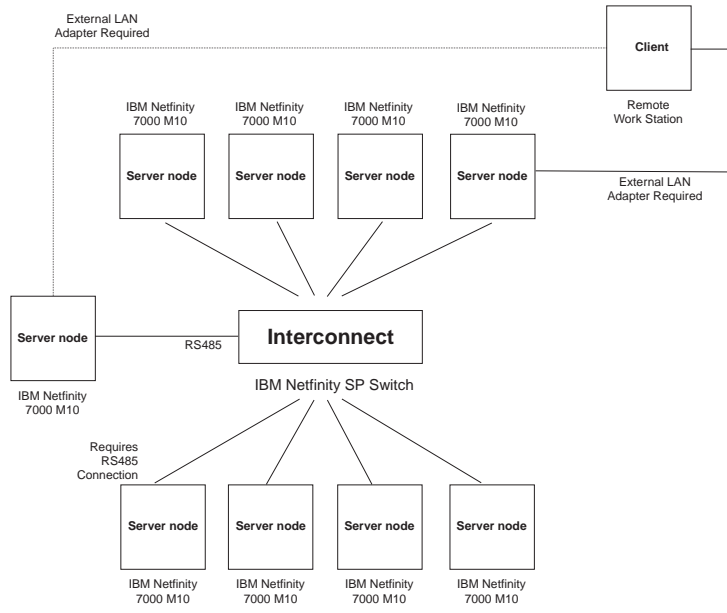 External LAN
Adapter Required
Client
Remote
Work Station
IBM Netfinity
7000 M10
IBM Netfinity
7000 M10
IBM Netfinity
7000 M10
IBM Netfinity
7000 M10
Server node
Server node
Server node
Server node
External LAN
Adapter Required
Server node
IBM Netfinity
7000 M10
RS485
Interconnect
IBM Netfinity SP Switch
Requires
RS485
Connection
Server node
Server node
Server node
Server node
IBM Netfinity
7000 M10
IBM Netfinity
7000 M10
IBM Netfinity
7000 M10
IBM Netfinity
7000 M10